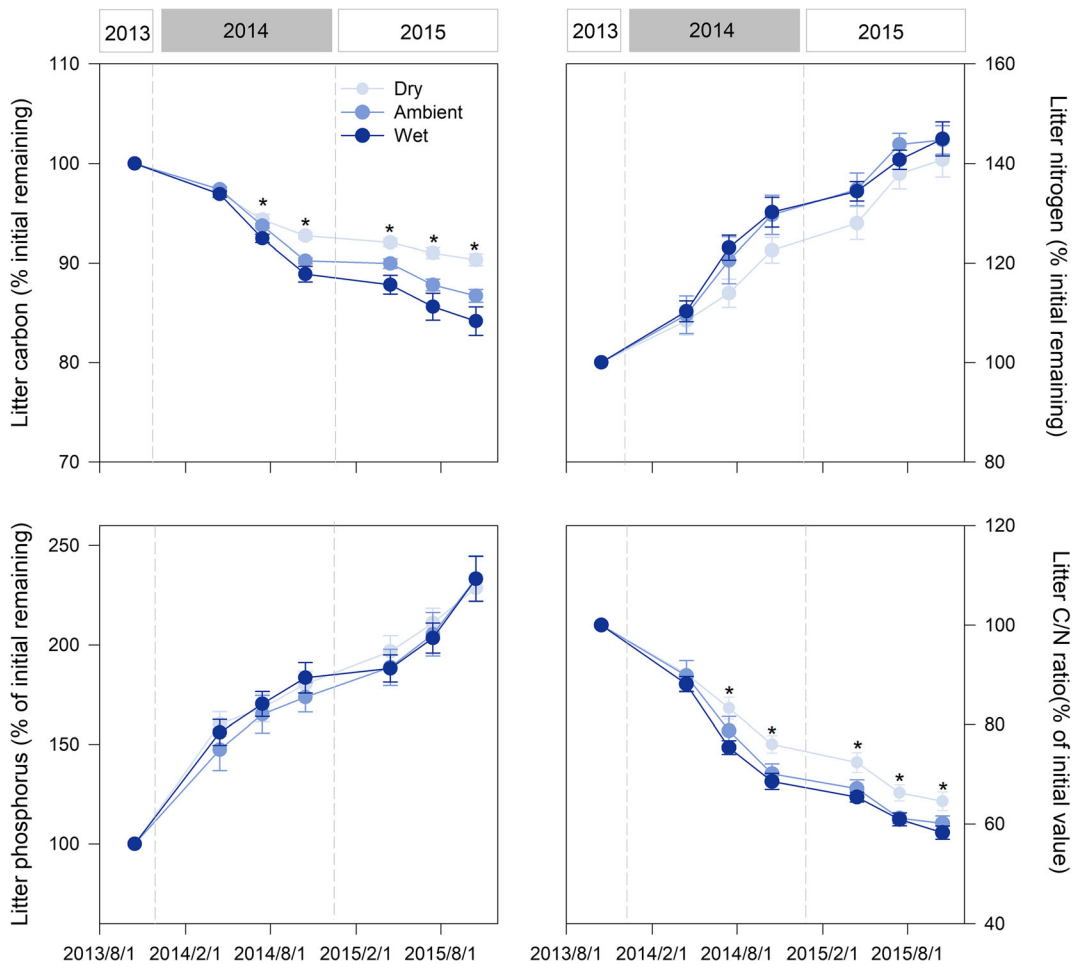 2013 2014 2015 2013 2014 2015
110
100
90
80
70
Litter carbon (% initial remaining)
Dry
Ambient
Wet
*
*
*
*
*
160
140
120
100
80
Litter nitrogen (% initial remaining)
250
200
150
100
Litter phosphorus (% of initial remaining)
2013/8/1 2014/2/1 2014/8/1 2015/2/1 2015/8/1
120
100
80
60
40
Litter C/N ratio(% of initial value)
*
*
*
*
*
2013/8/1 2014/2/1 2014/8/1 2015/2/1 2015/8/1